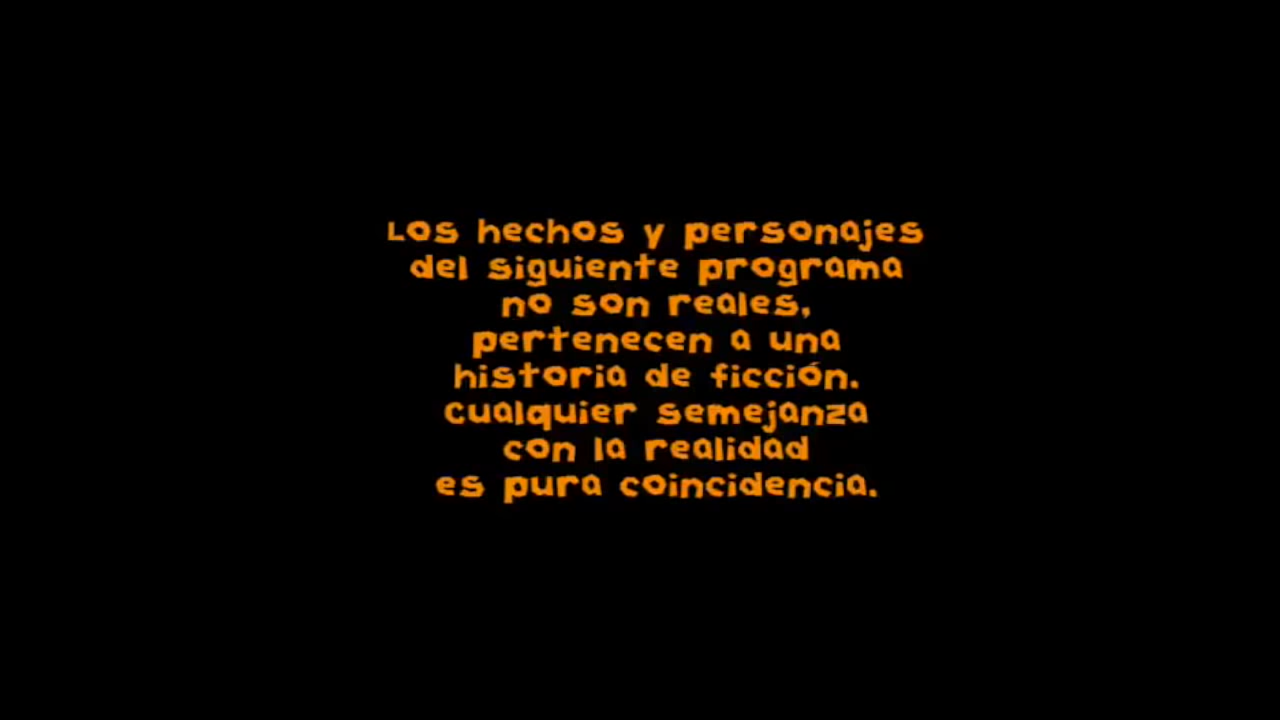 Los hechos y personajes
del siguiente programa
no son reales,
pertenecen a una
historia de ficción.
cualquier semejanza
con la realidad
es pura coincidencia.